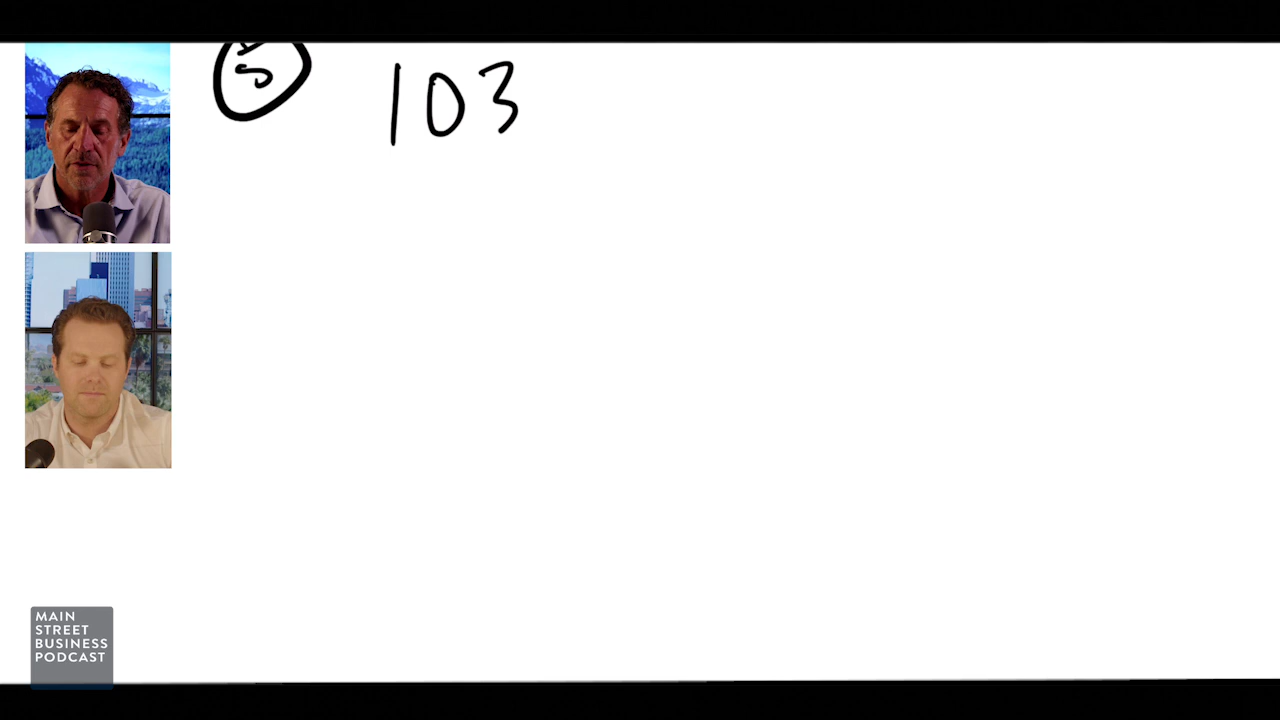 5 103
MAIN
STREET
BUSINESS
PODCAST